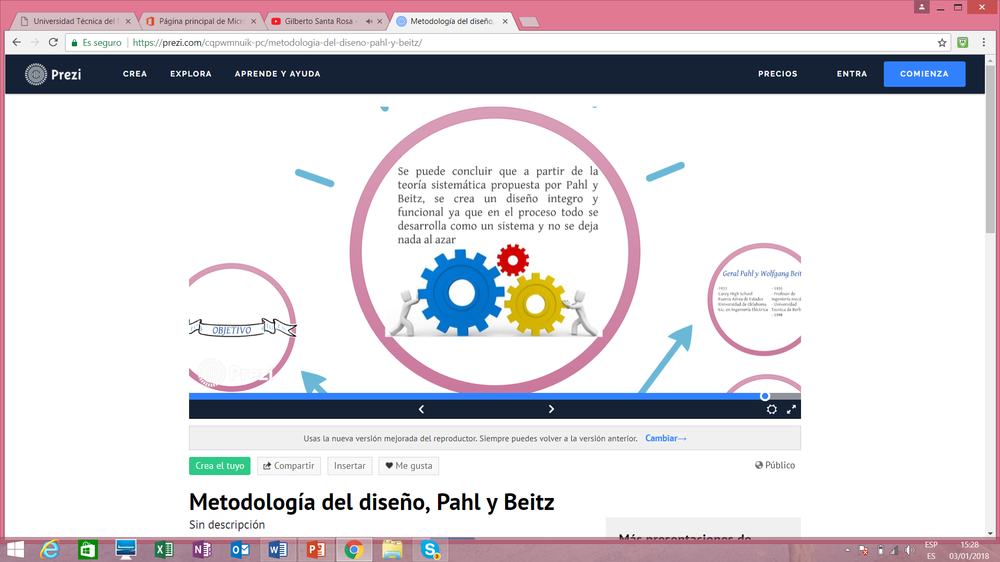 Universidad Técnica del N
Página principal de Micro
Gilberto Santa Rosa -
Metodología del diseño,
Es seguro
https://prezi.com/cqpwmnuik-pc/metodologia-del-diseno-pahl-y-beitz/
Prezi
CREA
EXPLORA
APRENDE Y AYUDA
PRECIOS
ENTRA
COMIENZA
Se puede concluir que a partir de la
teoría sistemática propuesta por Pahl y
Beitz, se crea un diseño integro y
funcional ya que en el proceso todo se
desarrolla como un sistema y no se deja
nada al azar
OBJETIVO
Prezi
Geral Pahl y Wolfgang Beit
-1933
-Carey High School
-Fuerza Aérea de Estados
-Universidad de Oklahoma
-Lic. en Ingeniería Eléctrica
- 1935
- Profesor de
ingeniería mecá
- Universidad
Tecnica de Berli
- 1998
Usas la nueva versión mejorada del reproductor. Siempre puedes volver a la versión anterior. Cambiar→
Crea el tuyo
Compartir
Insertar
Me gusta
Público
Metodología del diseño, Pahl y Beitz
Sin descripción
Más presentaciones de
ESP
ES
15:28
03/01/2018